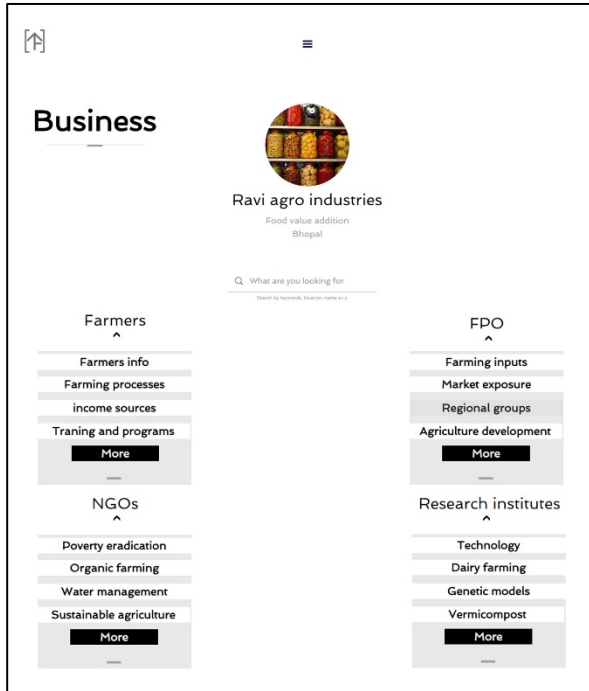 Business
Ravi agro industries
Food value addition
Bhopal
What are you looking for
Search by keywords, location, name
Farmers
Farmers info
Farming processes
income sources
Traning and programs
More
FPO
Farming inputs
Market exposure
Regional groups
Agriculture development
More
NGOs
Poverty eradication
Organic farming
Water management
Sustainable agriculture
More
Research institutes
Technology
Dairy farming
Genetic models
Vermicompost
More